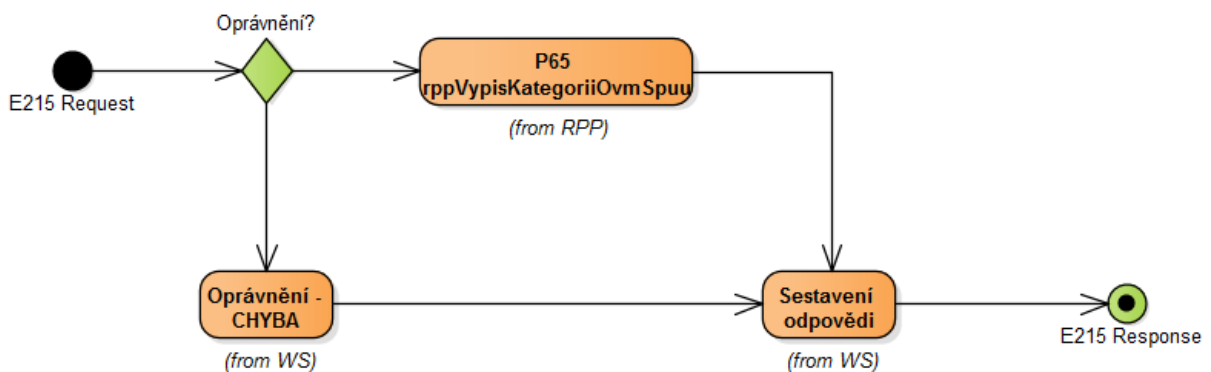 Oprávnění?
P65
rppVypisKategoriiOvmSpuu
(from RPP)
E215 Request
Oprávnění -
CHYBA
(from WS)
Sestavení
odpovědi
(from WS)
E215 Response